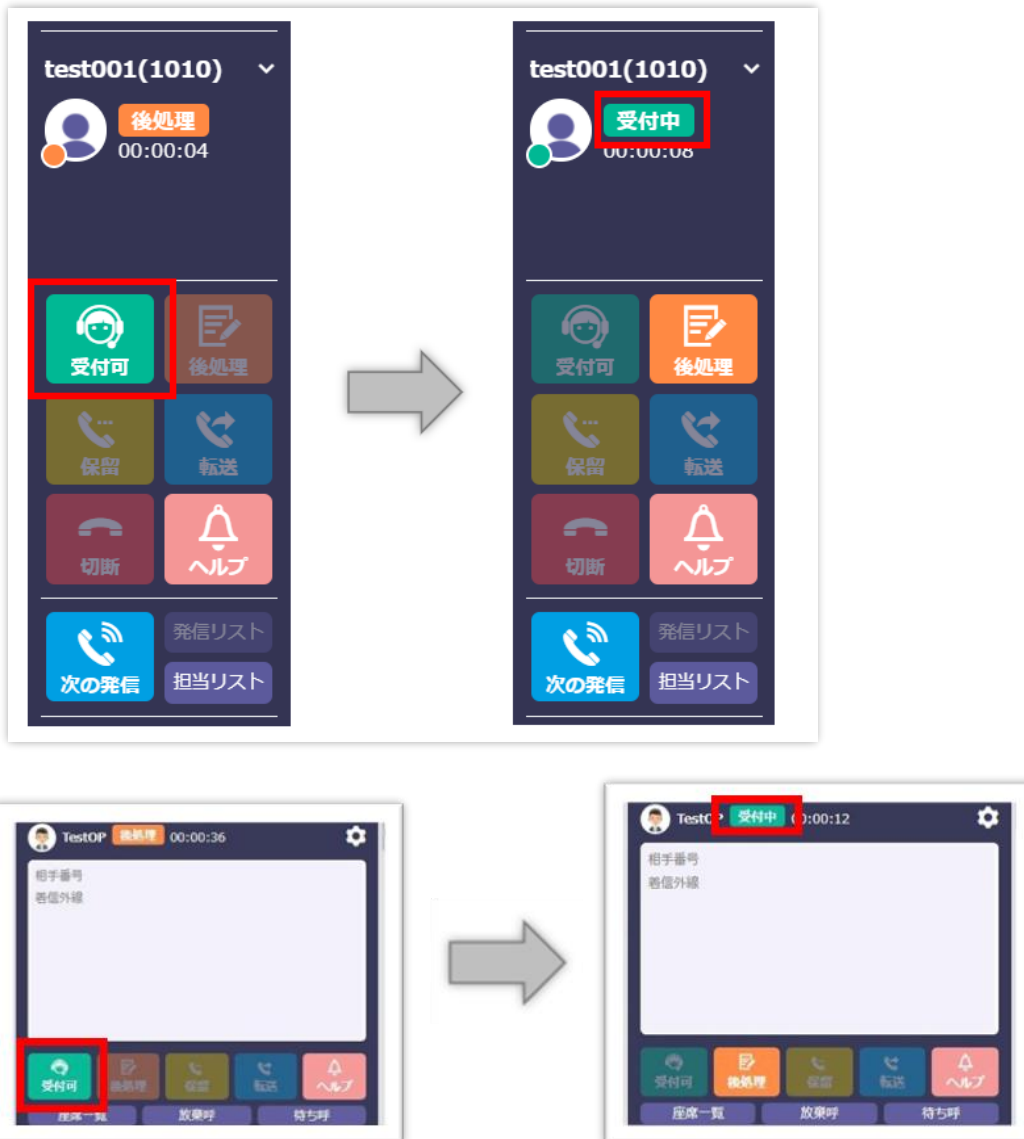 test001(1010)
後処理
00:00:04
受付可
後処理
保留
転送
切断
ヘルプ
次の発信
発信リスト
担当リスト
test001(1010)
受付中
00:00:08
受付可
後処理
保留
転送
切断
ヘルプ
次の発信
発信リスト
担当リスト
TestOP 後処理 00:00:36
相手番号
着信外線
受付可 後処理 保留 転送 ヘルプ
座席一覧 放棄呼 待ち呼
TestOP 受付中 00:00:12
相手番号
着信外線
受付可 後処理 保留 転送 ヘルプ
座席一覧 放棄呼 待ち呼